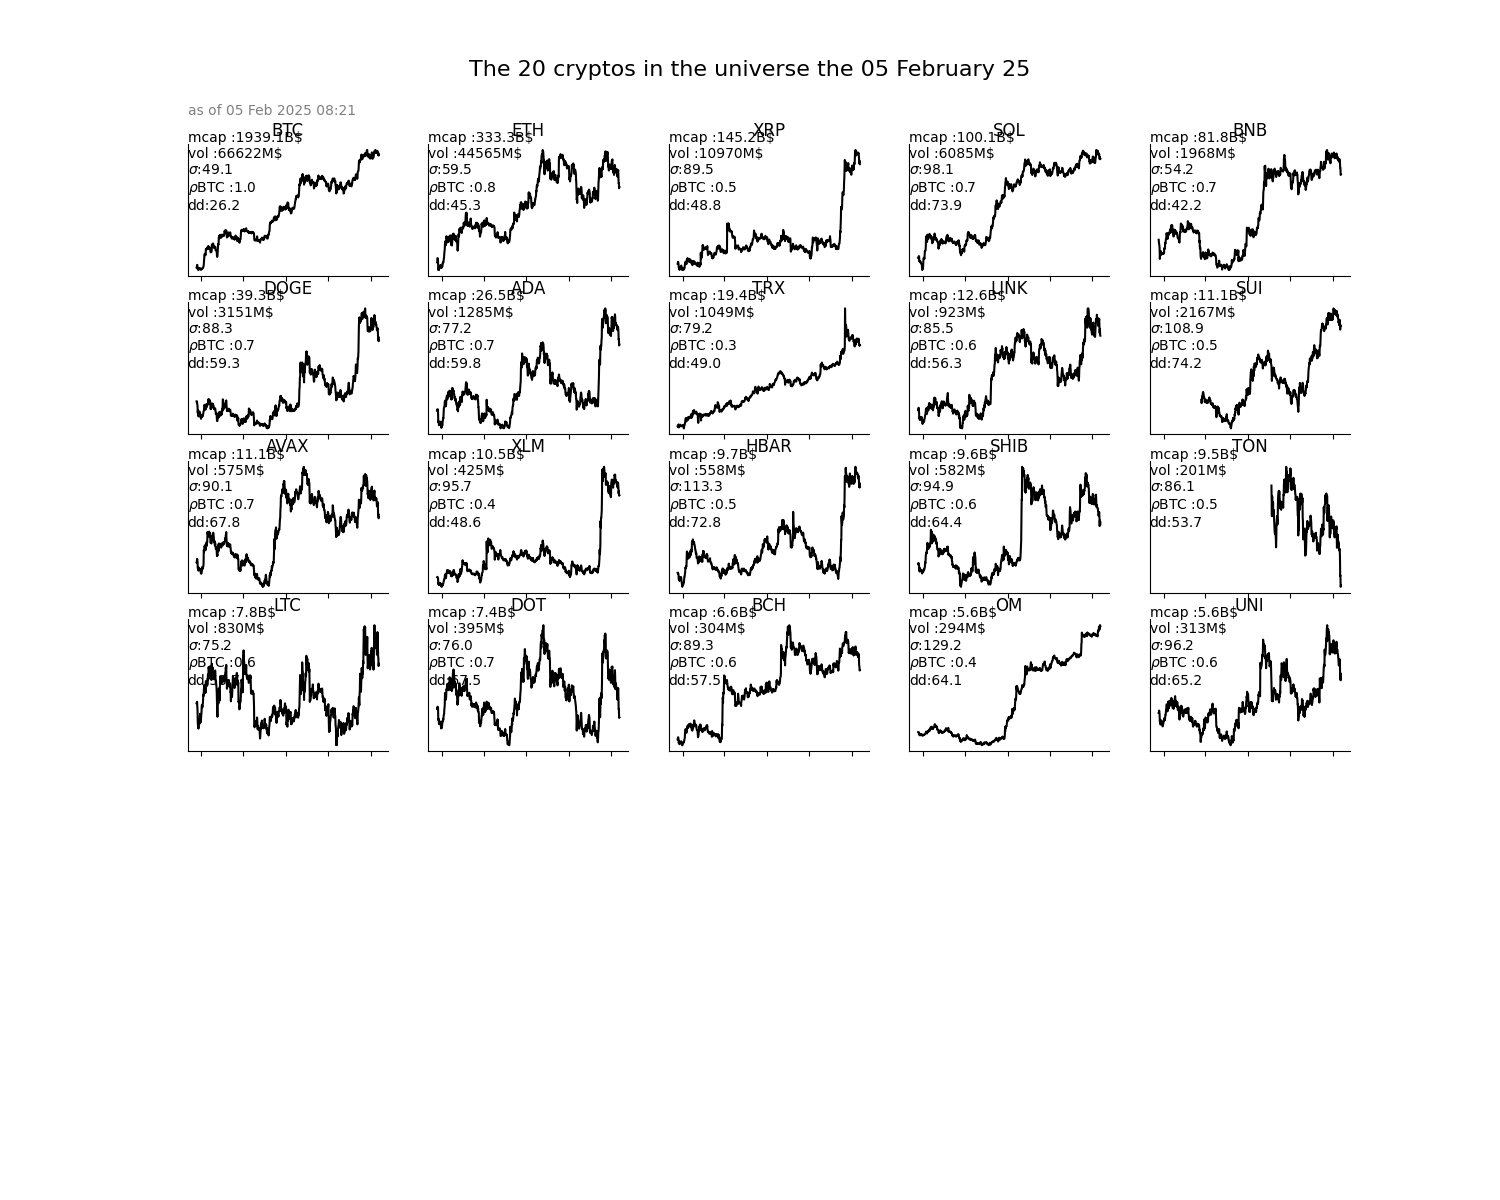 The 20 cryptos in the universe the 05 February 25
as of 05 Feb 2025 08:21
BTC
mcap :1939.1B$
vol :66622M$
σ:49.1
ρBTC :1.0
dd:26.2
ETH
mcap :333.3B$
vol :44565M$
σ:59.5
ρBTC :0.8
dd:45.3
XRP
mcap :145.2B$
vol :10970M$
σ:89.5
ρBTC :0.5
dd:48.8
SOL
mcap :100.1B$
vol :6085M$
σ:98.1
ρBTC :0.7
dd:73.9
BNB
mcap :81.8B$
vol :1968M$
σ:54.2
ρBTC :0.7
dd:42.2
DOGE
mcap :39.3B$
vol :3151M$
σ:88.3
ρBTC :0.7
dd:59.3
ADA
mcap :26.5B$
vol :1285M$
σ:77.2
ρBTC :0.7
dd:59.8
TRX
mcap :19.4B$
vol :1049M$
σ:79.2
ρBTC :0.3
dd:49.0
LINK
mcap :12.6B$
vol :923M$
σ:85.5
ρBTC :0.6
dd:56.3
SUI
mcap :11.1B$
vol :2167M$
σ:108.9
ρBTC :0.5
dd:74.2
AVAX
mcap :11.1B$
vol :575M$
σ:90.1
ρBTC :0.7
dd:67.8
XLM
mcap :10.5B$
vol :425M$
σ:95.7
ρBTC :0.4
dd:48.6
HBAR
mcap :9.7B$
vol :558M$
σ:113.3
ρBTC :0.5
dd:72.8
SHIB
mcap :9.6B$
vol :582M$
σ:94.9
ρBTC :0.6
dd:64.4
TON
mcap :9.5B$
vol :201M$
σ:86.1
ρBTC :0.5
dd:53.7
LTC
mcap :7.8B$
vol :830M$
σ:75.2
ρBTC :0.6
DOT
mcap :7.4B$
vol :395M$
σ:76.0
ρBTC :0.7
dd:67.5
BCH
mcap :6.6B$
vol :304M$
σ:89.3
ρBTC :0.6
dd:57.5
OM
mcap :5.6B$
vol :294M$
σ:129.2
ρBTC :0.4
dd:64.1
UNI
mcap :5.6B$
vol :313M$
σ:96.2
ρBTC :0.6
dd:65.2